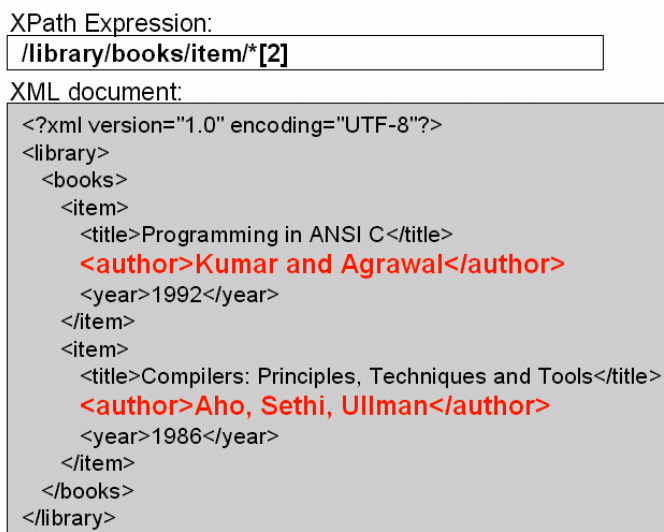 XPath Expression:
/library/books/item/*[2]
XML document:
<?xml version="1.0" encoding="UTF-8"?>
<library>
<books>
<item>
<title>Programming in ANSI C</title>
<author>Kumar and Agrawal</author>
<year>1992</year>
</item>
<item>
<title>Compilers: Principles, Techniques and Tools</title>
<author>Aho, Sethi, Ullman</author>
<year>1986</year>
</item>
</books>
</library>